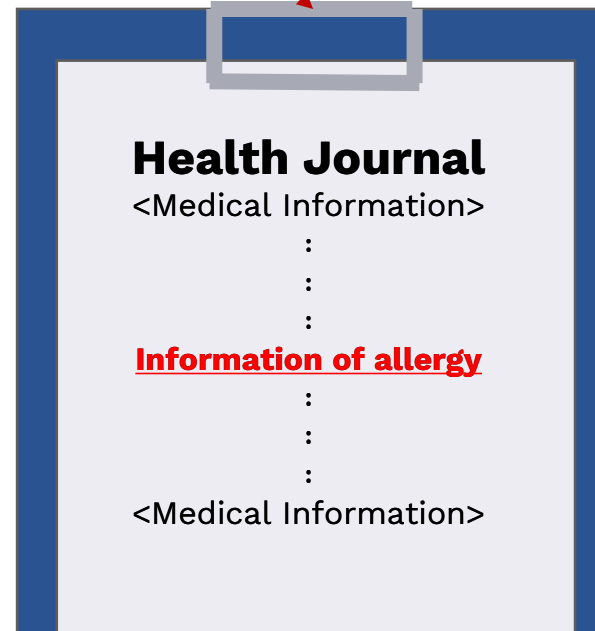 Health Journal
<Medical Information>
:
:
:
Information of allergy
:
:
:
<Medical Information>